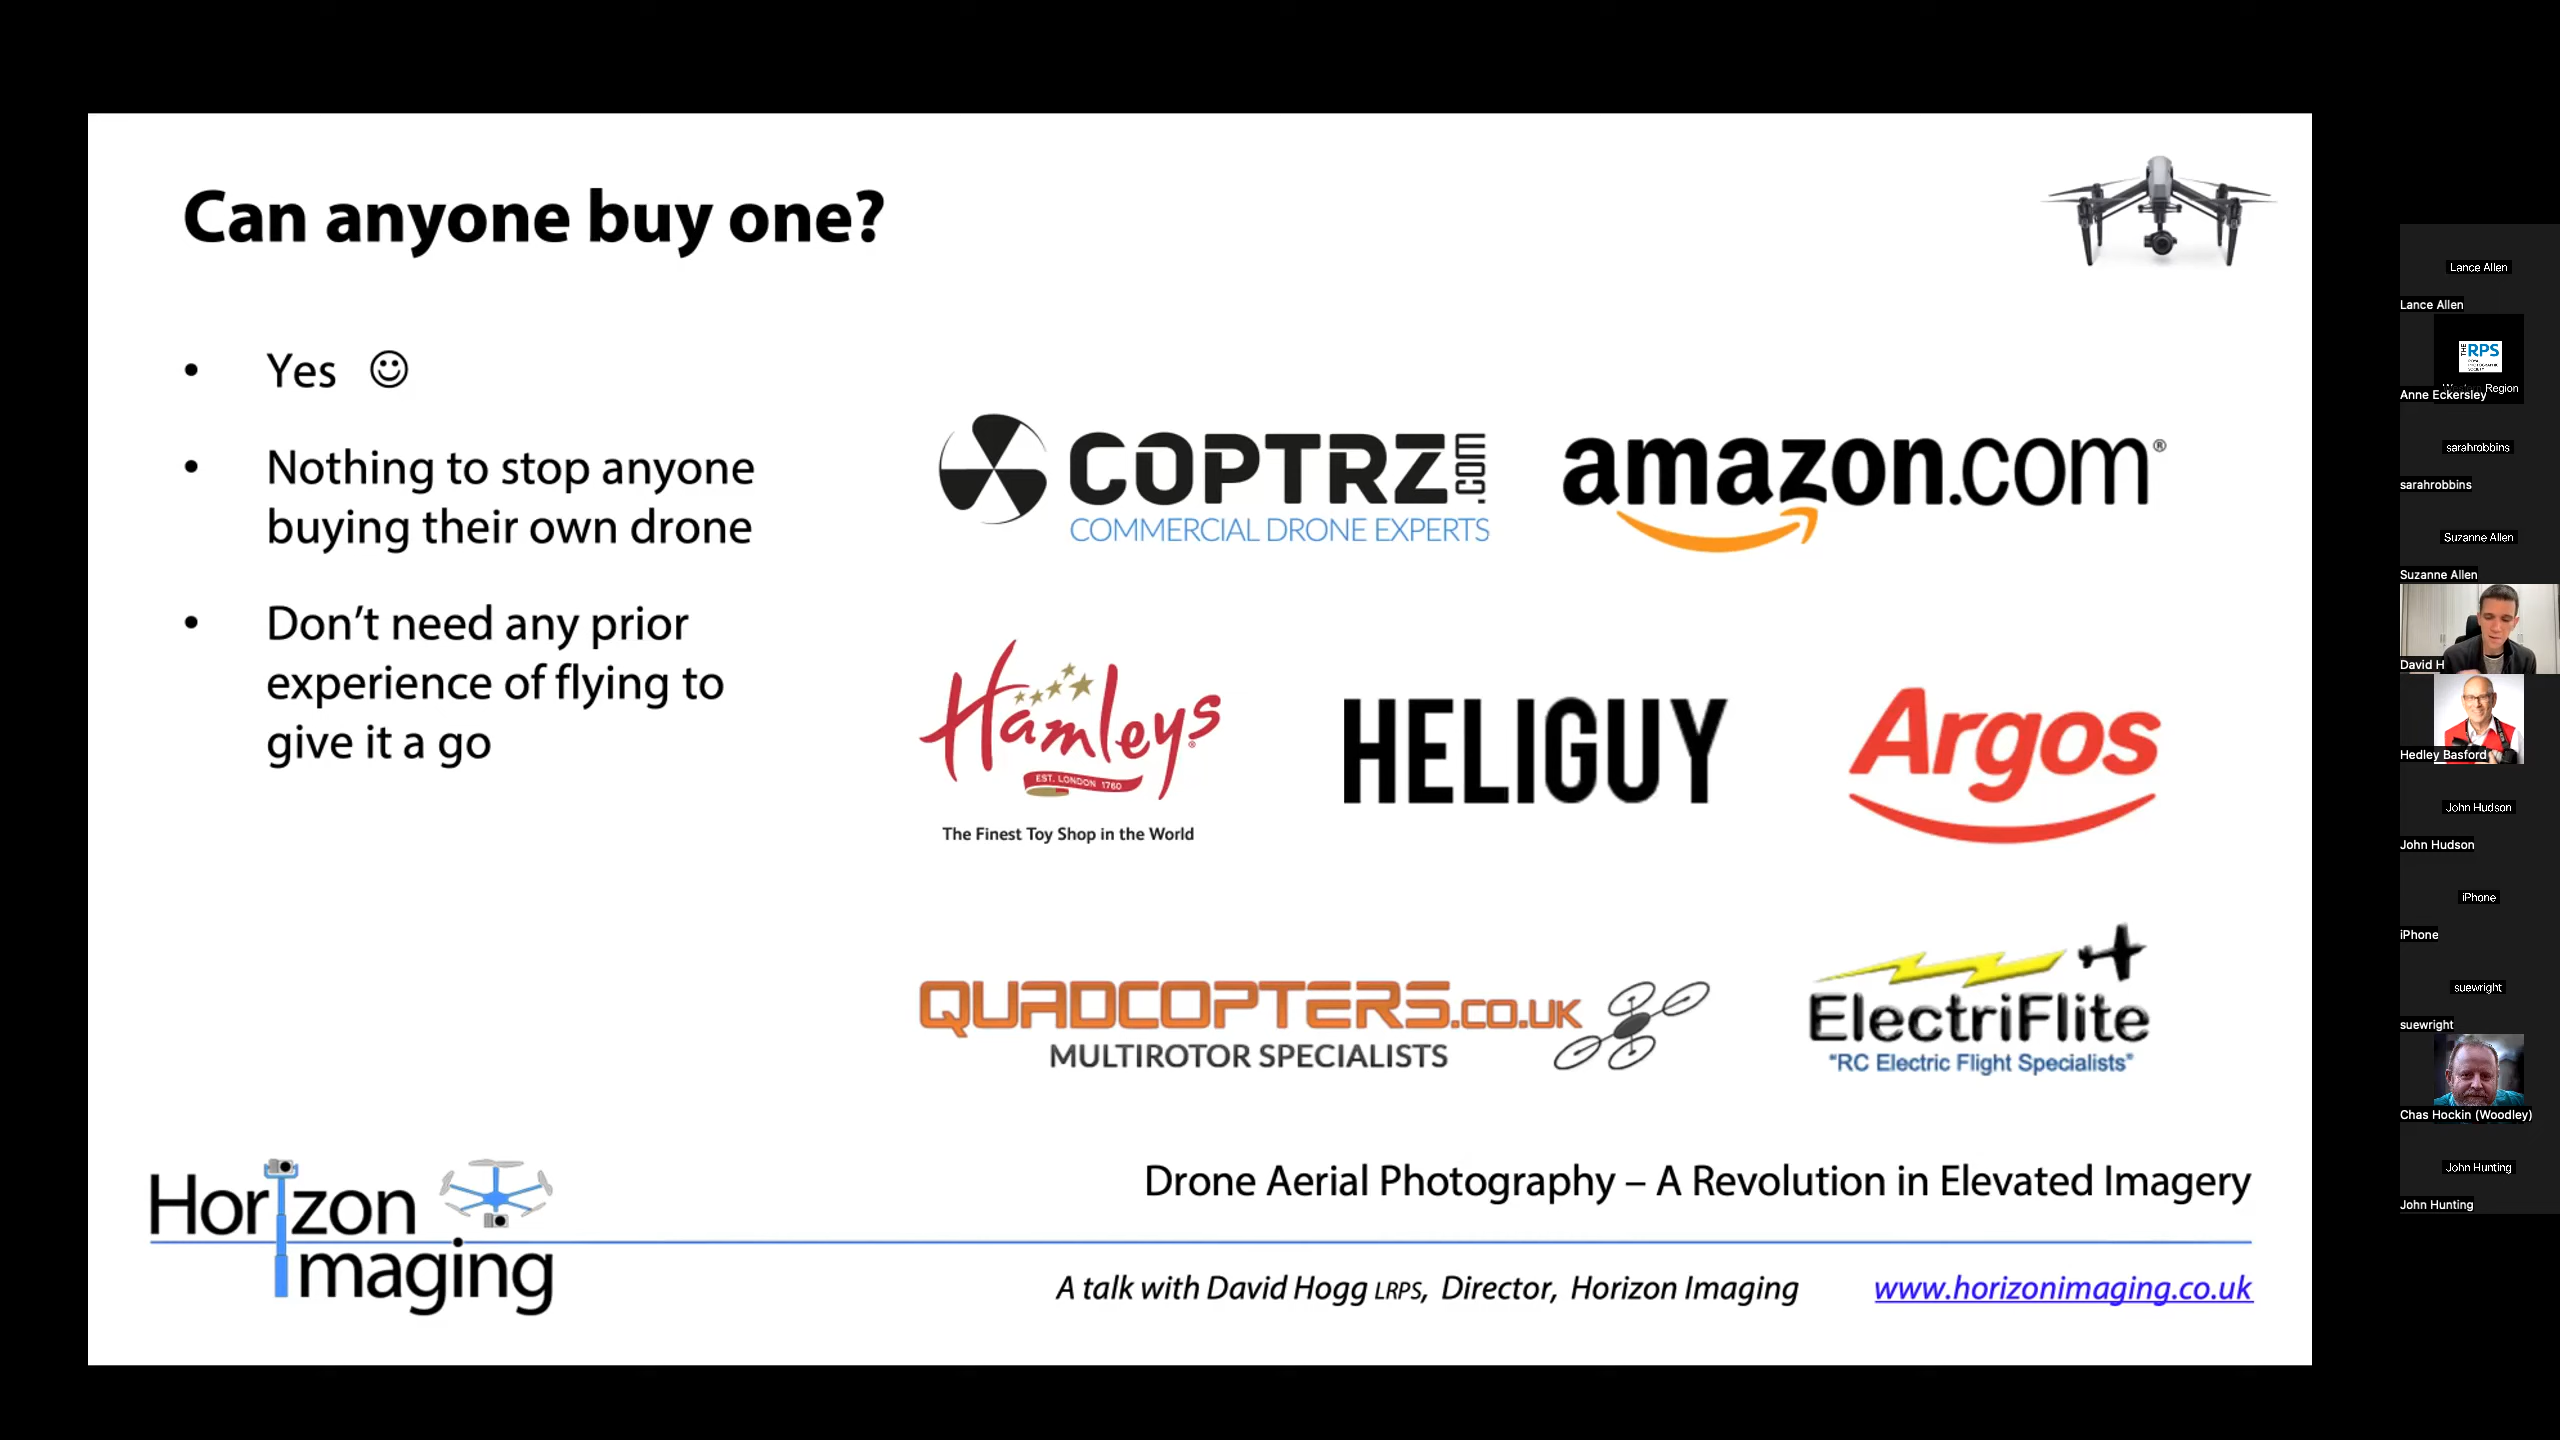 Can anyone buy one?
• Yes ☺
• Nothing to stop anyone
buying their own drone
• Don’t need any prior
experience of flying to
give it a go
COPTRZ.com
COMMERCIAL DRONE EXPERTS
amazon.com®
Hamleys®
EST. LONDON 1760
The Finest Toy Shop in the World
HELIGUY
Argos
QUADCOPTERS.CO.UK
MULTIROTOR SPECIALISTS
ElectriFlite
“RC Electric Flight Specialists”
Horizon
Imaging
Drone Aerial Photography – A Revolution in Elevated Imagery
A talk with David Hogg LRPS, Director, Horizon Imaging
www.horizonimaging.co.uk
Lance Allen
Lance Allen
THE RPS
Region
Anne Eckersley
sarahrobbins
sarahrobbins
Suzanne Allen
Suzanne Allen
David H
Hedley Basford
John Hudson
John Hudson
iPhone
iPhone
suewright
suewright
Chas Hockin (Woodley)
John Hunting
John Hunting